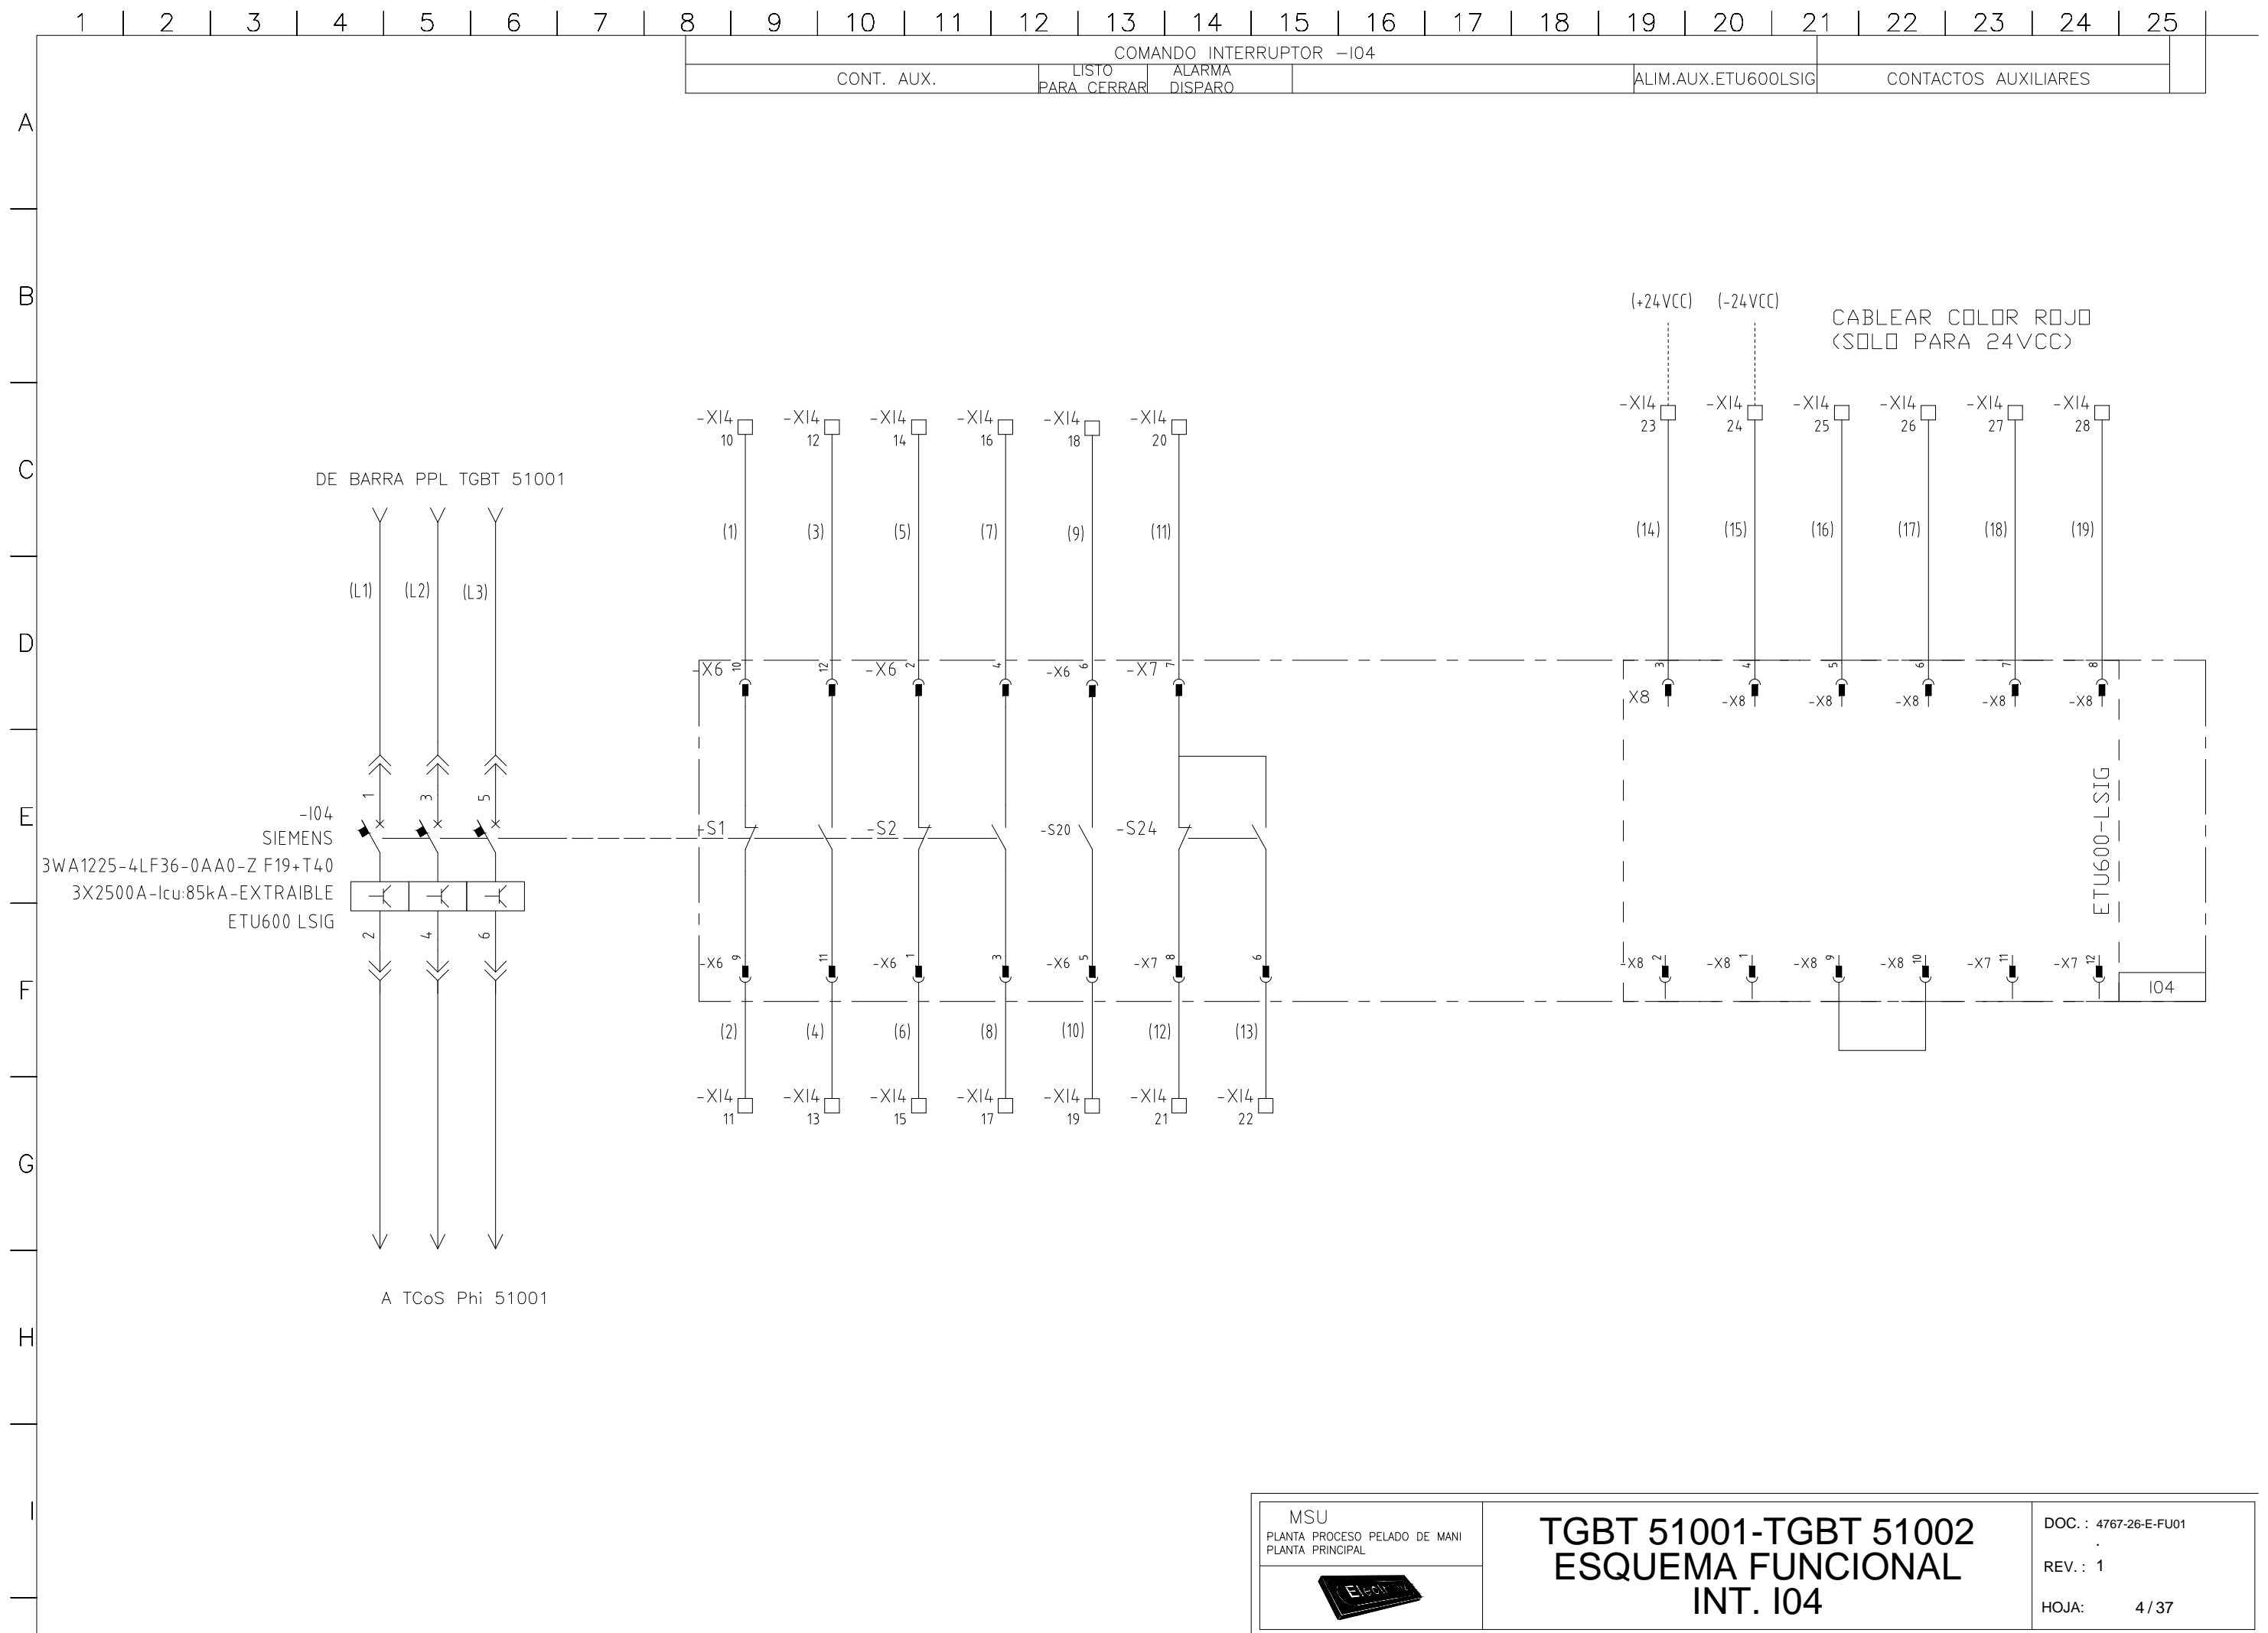 1 2 3 4 5 6 7 8 9 10 11 12 13 14 15 16 17 18 19 20 21 22 23 24 25
COMANDO INTERRUPTOR -I04
CONT. AUX.
LISTO
PARA CERRAR
ALARMA
DISPARO
ALIM.AUX.ETU600LSIG
CONTACTOS AUXILIARES
A
B
(+24VCC) (-24VCC)
CABLEAR COLOR ROJO
(SOLO PARA 24VCC)
-XI4 -XI4 -XI4 -XI4 -XI4 -XI4
10 12 14 16 18 20
-XI4 -XI4 -XI4 -XI4 -XI4 -XI4
23 24 25 26 27 28
C
DE BARRA PPL TGBT 51001
(1) (3) (5) (7) (9) (11)
(14) (15) (16) (17) (18) (19)
(L1) (L2) (L3)
D
-X6 10 12 -X6 2 4 -X6 6 -X7 7
3 4 5 6 7 8
X8 -X8 -X8 -X8 -X8 -X8
1 3 5
E
-I04
SIEMENS
3WA1225-4LF36-0AA0-Z F19+T40
3X2500A-Icu:85kA-EXTRAIBLE
ETU600 LSIG
-S1 -S2 -S20 -S24
ETU600-LSIG
2 4 6
-X6 9 11 -X6 1 3 -X6 5 -X7 8 6
-X8 2 -X8 1 -X8 9 -X8 10 -X7 11 -X7 12
F
I04
(2) (4) (6) (8) (10) (12) (13)
-XI4 -XI4 -XI4 -XI4 -XI4 -XI4 -XI4
11 13 15 17 19 21 22
G
A TCoS Phi 51001
H
I
MSU
PLANTA PROCESO PELADO DE MANI
PLANTA PRINCIPAL
TGBT 51001-TGBT 51002
ESQUEMA FUNCIONAL
INT. I04
DOC. : 4767-26-E-FU01
.
REV. : 1
HOJA: 4 / 37